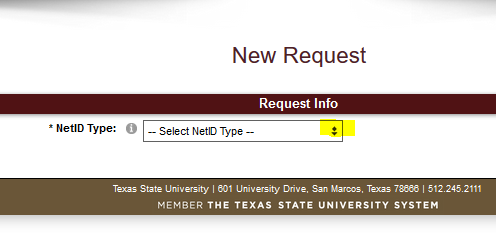 New Request
Request Info
* NetID Type: -- Select NetID Type --
Texas State University | 601 University Drive, San Marcos, Texas 78666 | 512.245.2111
MEMBER THE TEXAS STATE UNIVERSITY SYSTEM